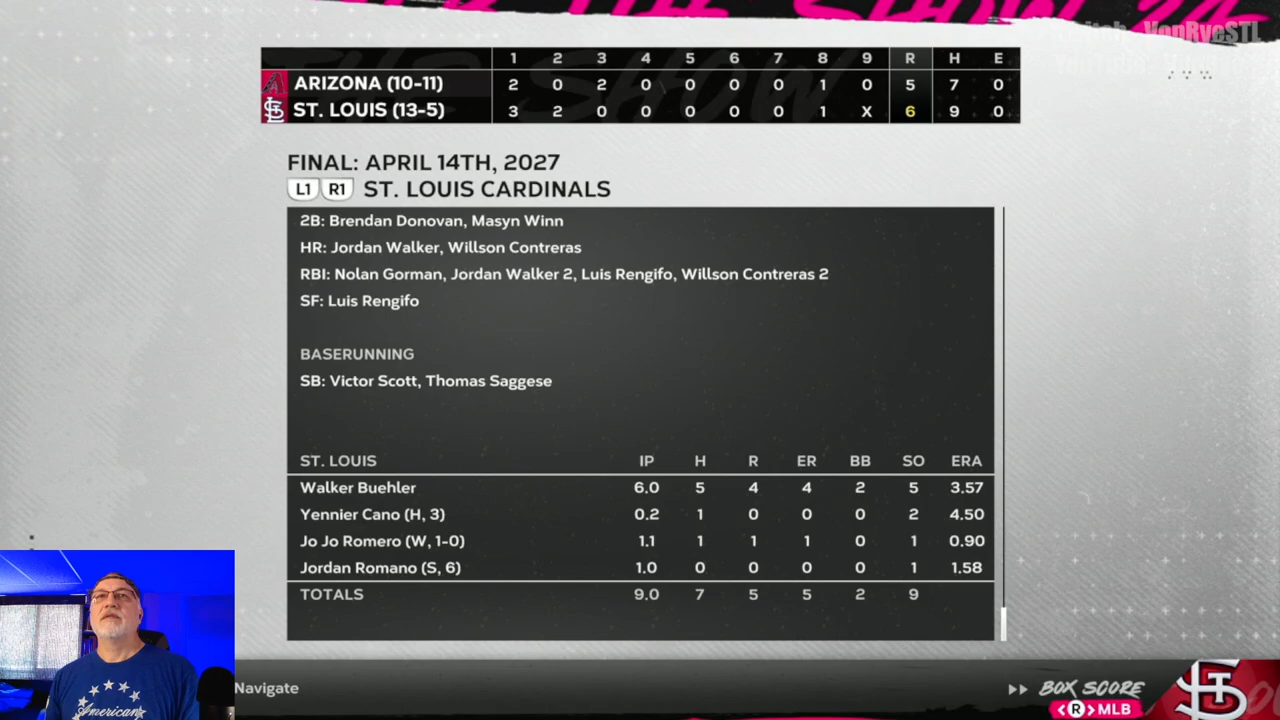 THE SHOW 24
Twitch VonRyeSTL
1 2 3 4 5 6 7 8 9 R H E
ARIZONA (10-11) 2 0 2 0 0 0 0 1 0 5 7 0
ST. LOUIS (13-5) 3 2 0 0 0 0 0 1 X 6 9 0
FINAL: APRIL 14TH, 2027
L1 R1 ST. LOUIS CARDINALS
2B: Brendan Donovan, Masyn Winn
HR: Jordan Walker, Willson Contreras
RBI: Nolan Gorman, Jordan Walker 2, Luis Rengifo, Willson Contreras 2
SF: Luis Rengifo
BASERUNNING
SB: Victor Scott, Thomas Saggese
ST. LOUIS IP H R ER BB SO ERA
Walker Buehler 6.0 5 4 4 2 5 3.57
Yennier Cano (H, 3) 0.2 1 0 0 0 2 4.50
Jo Jo Romero (W, 1-0) 1.1 1 1 1 0 1 0.90
Jordan Romano (S, 6) 1.0 0 0 0 0 1 1.58
TOTALS 9.0 7 5 5 2 9
American
Navigate
BOX SCORE
<R> MLB